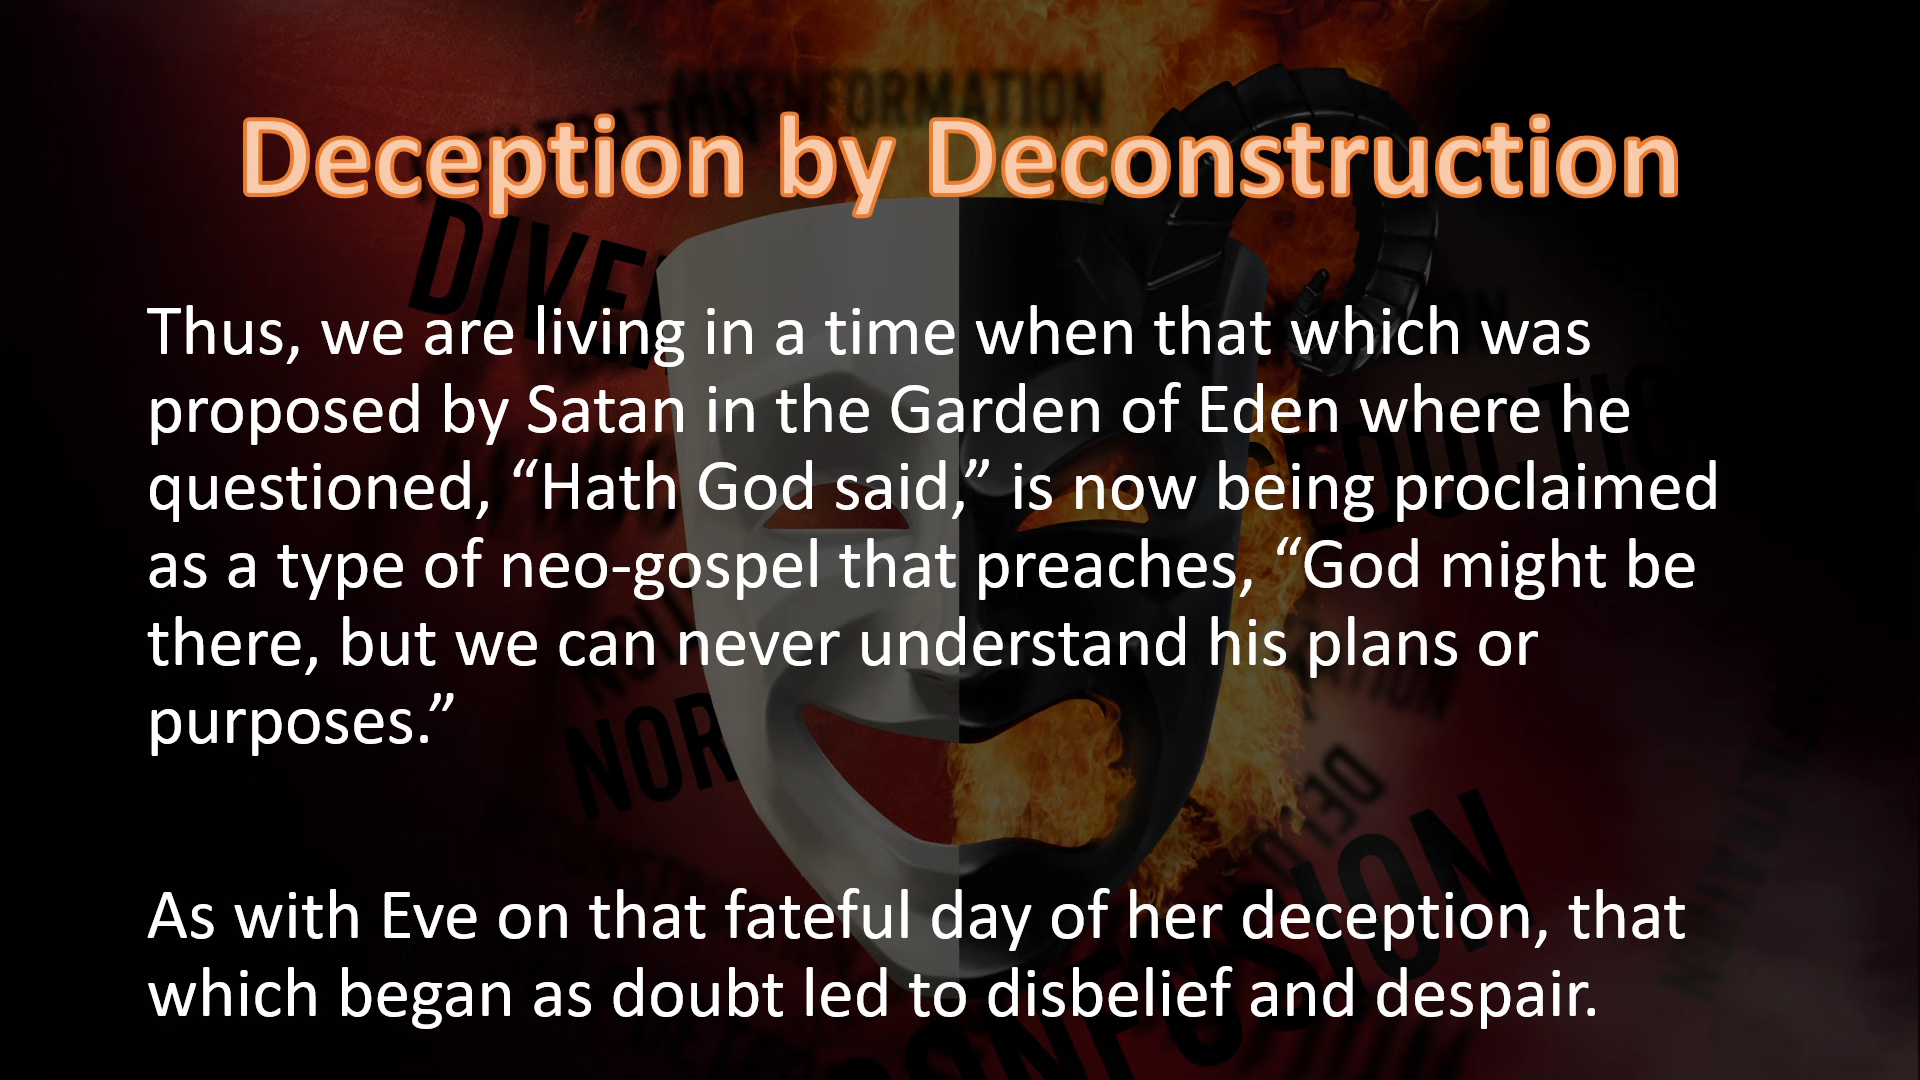 MISINFORMATION
Deception by Deconstruction
Thus, we are living in a time when that which was
proposed by Satan in the Garden of Eden where he
questioned, “Hath God said,” is now being proclaimed
as a type of neo-gospel that preaches, “God might be
there, but we can never understand his plans or
purposes.”
As with Eve on that fateful day of her deception, that
which began as doubt led to disbelief and despair.